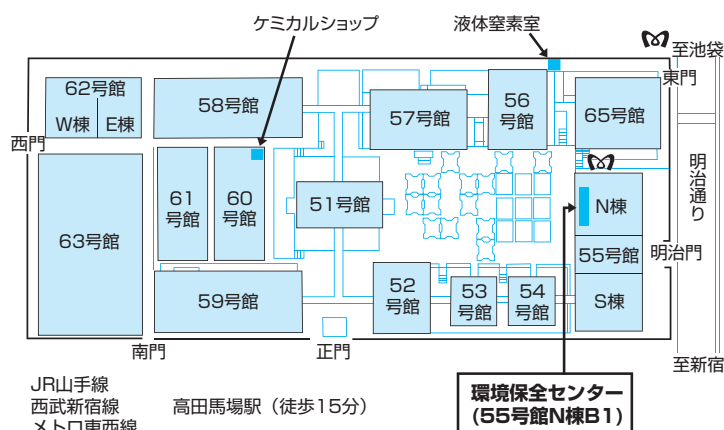 ケミカルショップ
液体窒素室
至池袋
東門
62号館
W棟
E棟
58号館
57号館
56
号館
65号館
西門
明治通り
61
号館
60
号館
51号館
N棟
63号館
55号館
明治門
59号館
52
号館
53
号館
54
号館
S棟
南門
正門
至新宿
環境保全センター
(55号館N棟B1)
JR山手線
西武新宿線
高田馬場駅（徒歩15分）
メトロ東西線